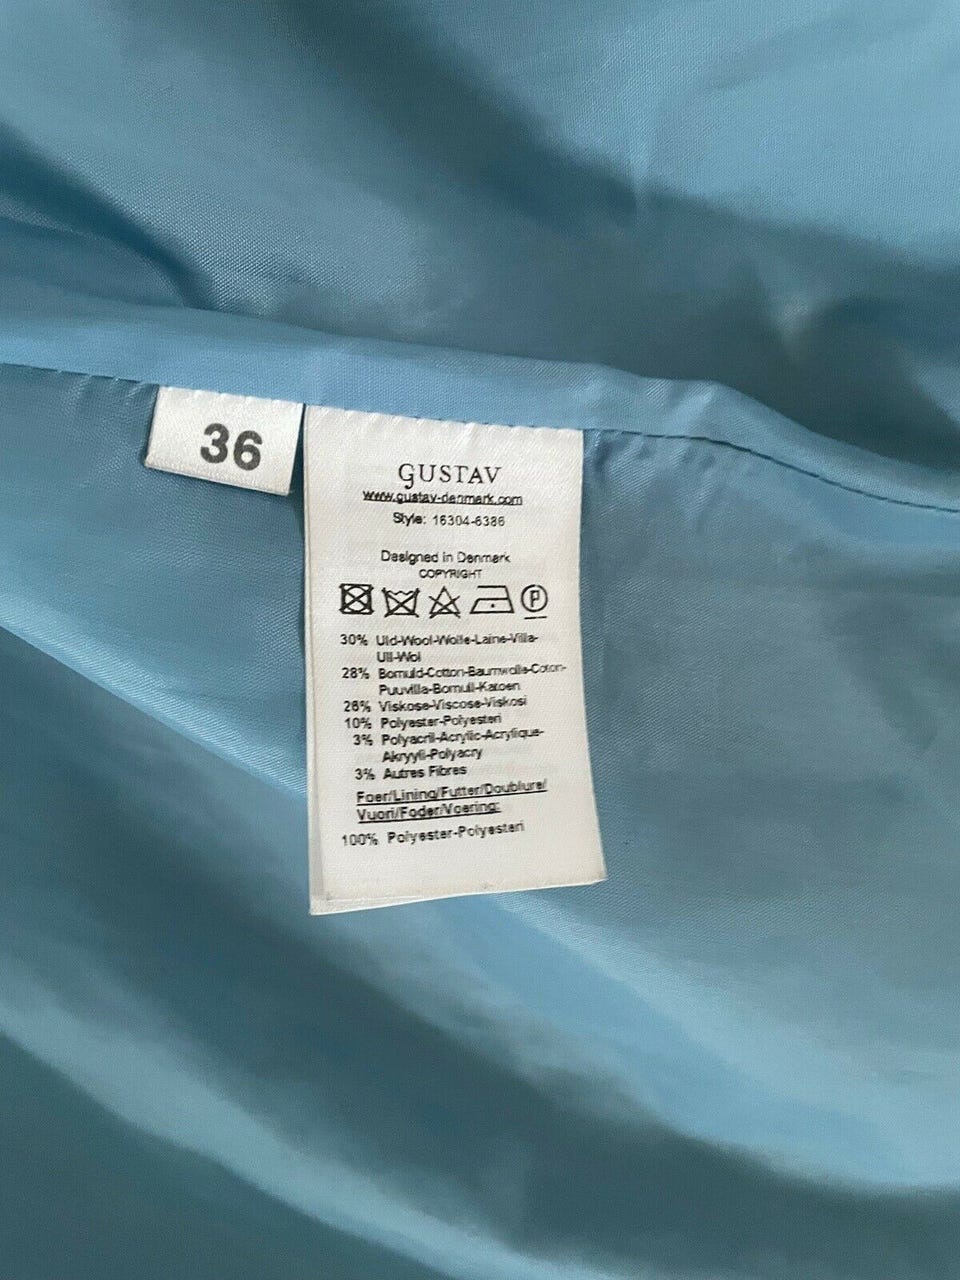 36
GUSTAV
www.gustav-denmark.com
Style: 16304-6386
Designed in Denmark
COPYRIGHT
P
30% Uld-Wool-Wolle-Laine-Villa-
Ull-Wol
28% Bomuld-Cotton-Baumwolle-Coton-
Puuvilla-Bomull-Katoen
26% Viskose-Viscose-Viskosi
10% Polyester-Polyesteri
3% Polyacril-Acrylic-Acrylique-
Akryyli-Polyacry
3% Autres Fibres
Foer/Lining/Futter/Doublure/
Vuori/Foder/Voering:
100% Polyester-Polyesteri